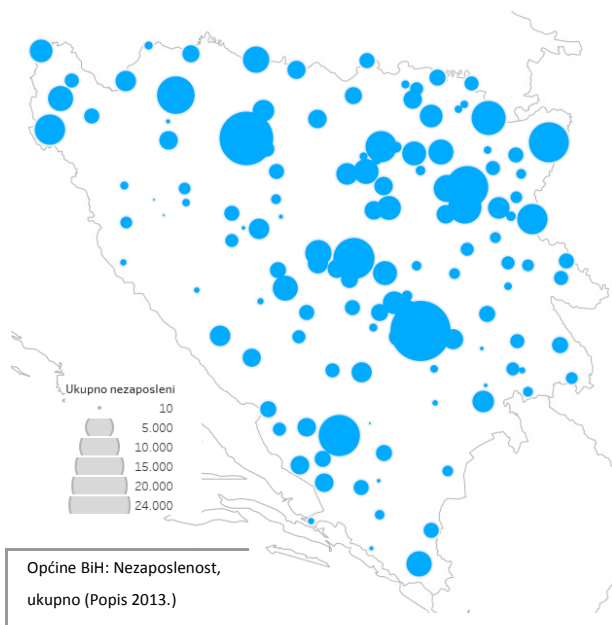 Ukupno nezaposleni
10
5.000
10.000
15.000
20.000
24.000
Općine BiH: Nezaposlenost,
ukupno (Popis 2013.)